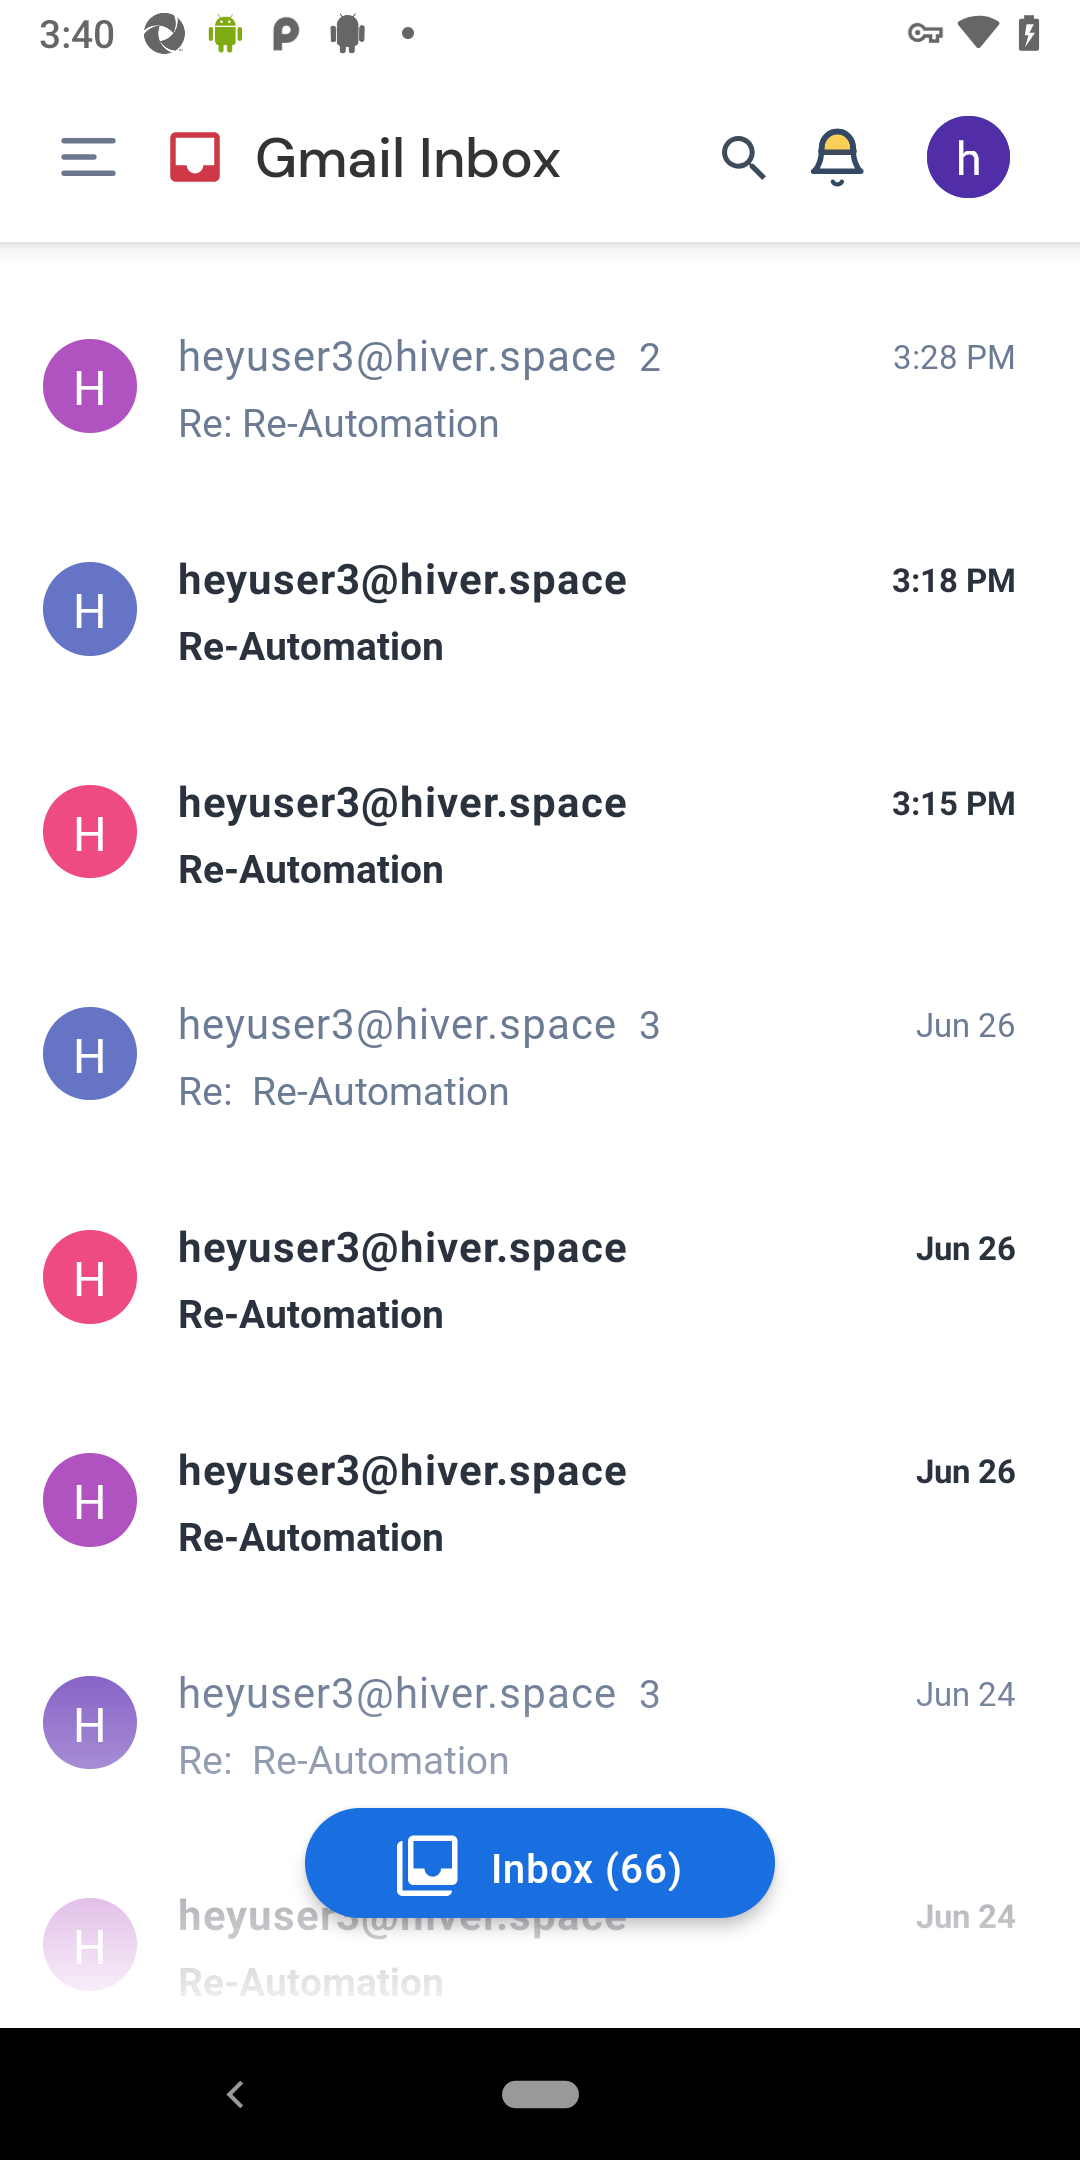 3:40
Gmail Inbox
h
H
heyuser3@hiver.space 2
3:28 PM
Re: Re-Automation
H
heyuser3@hiver.space
3:18 PM
Re-Automation
H
heyuser3@hiver.space
3:15 PM
Re-Automation
H
heyuser3@hiver.space 3
Jun 26
Re:  Re-Automation
H
heyuser3@hiver.space
Jun 26
Re-Automation
H
heyuser3@hiver.space
Jun 26
Re-Automation
H
heyuser3@hiver.space 3
Jun 24
Re:  Re-Automation
Inbox (66)
H
heyuser3@hiver.space
Jun 24
Re-Automation